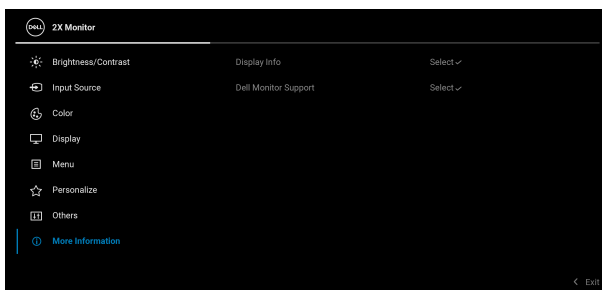 DELL 2X Monitor
Brightness/Contrast Display Info Select
Input Source Dell Monitor Support Select
Color
Display
Menu
Personalize
Others
More Information
Exit